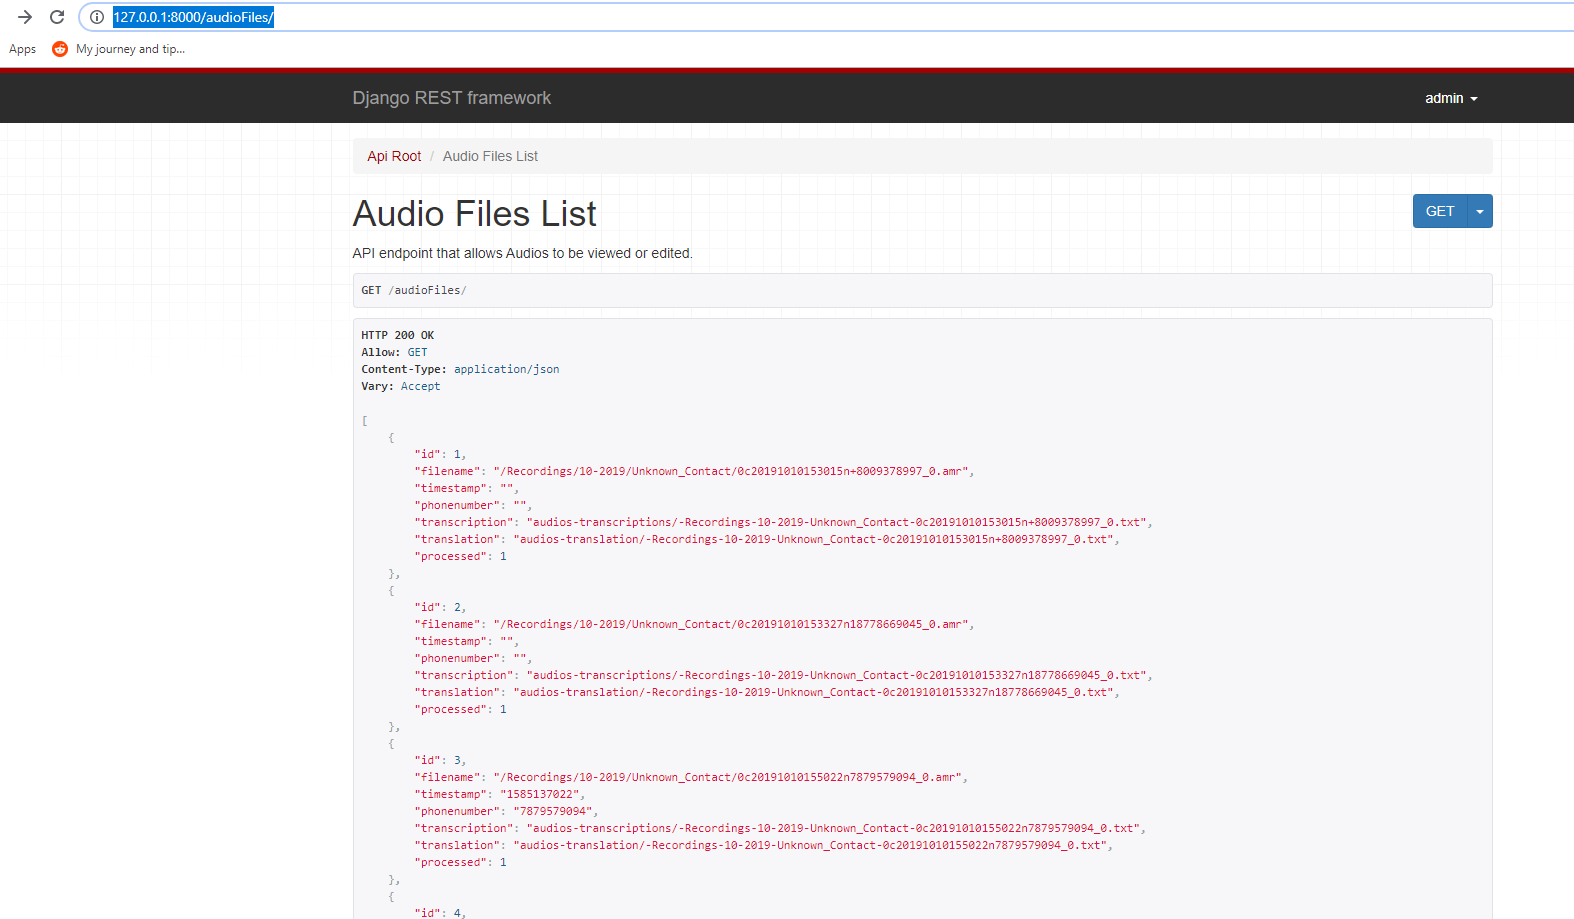 127.0.0.1:8000/audioFiles/
Apps My journey and tip...
Django REST framework admin
Api Root / Audio Files List
Audio Files List GET
API endpoint that allows Audios to be viewed or edited.
GET /audioFiles/
HTTP 200 OK
Allow: GET
Content-Type: application/json
Vary: Accept
[
{
"id": 1,
"filename": "/Recordings/10-2019/Unknown_Contact/0c20191010153015n+8009378997_0.amr",
"timestamp": "",
"phonenumber": "",
"transcription": "audios-transcriptions/-Recordings-10-2019-Unknown_Contact-0c20191010153015n+8009378997_0.txt",
"translation": "audios-translation/-Recordings-10-2019-Unknown_Contact-0c20191010153015n+8009378997_0.txt",
"processed": 1
},
{
"id": 2,
"filename": "/Recordings/10-2019/Unknown_Contact/0c20191010153327n18778669045_0.amr",
"timestamp": "",
"phonenumber": "",
"transcription": "audios-transcriptions/-Recordings-10-2019-Unknown_Contact-0c20191010153327n18778669045_0.txt",
"translation": "audios-translation/-Recordings-10-2019-Unknown_Contact-0c20191010153327n18778669045_0.txt",
"processed": 1
},
{
"id": 3,
"filename": "/Recordings/10-2019/Unknown_Contact/0c20191010155022n7879579094_0.amr",
"timestamp": "1585137022",
"phonenumber": "7879579094",
"transcription": "audios-transcriptions/-Recordings-10-2019-Unknown_Contact-0c20191010155022n7879579094_0.txt",
"translation": "audios-translation/-Recordings-10-2019-Unknown_Contact-0c20191010155022n7879579094_0.txt",
"processed": 1
},
{
"id": 4,